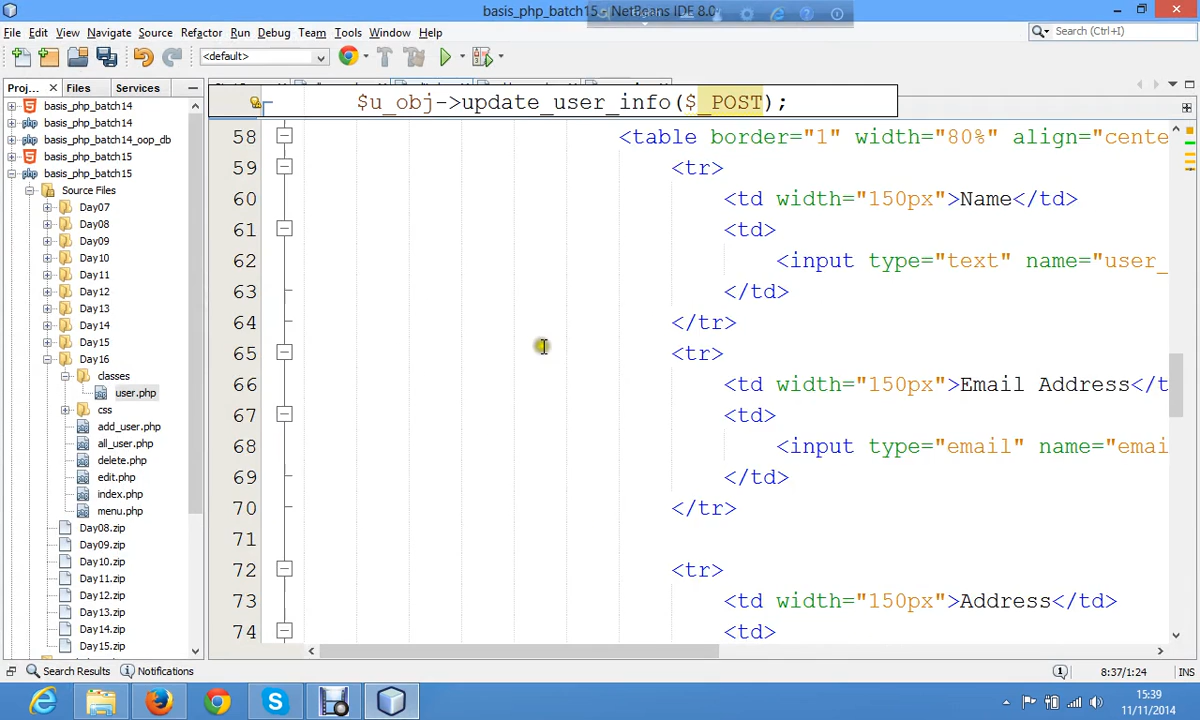 basis_php_batch15 - NetBeans IDE 8.0
File Edit View Navigate Source Refactor Run Debug Team Tools Window Help
Search (Ctrl+I)
<default>
Proj... Files Services
basis_php_batch14
basis_php_batch14
basis_php_batch14_oop_db
basis_php_batch15
basis_php_batch15
Source Files
Day07
Day08
Day09
Day10
Day11
Day12
Day13
Day14
Day15
Day16
classes
user.php
css
add_user.php
all_user.php
delete.php
edit.php
index.php
menu.php
Day08.zip
Day09.zip
Day10.zip
Day11.zip
Day12.zip
Day13.zip
Day14.zip
Day15.zip
$u_obj->update_user_info($_POST);
58 <table border="1" width="80%" align="cente
59 <tr>
60 <td width="150px">Name</td>
61 <td>
62 <input type="text" name="user_
63 </td>
64 </tr>
65 <tr>
66 <td width="150px">Email Address</t
67 <td>
68 <input type="email" name="emai
69 </td>
70 </tr>
71
72 <tr>
73 <td width="150px">Address</td>
74 <td>
Search Results Notifications
8:37/1:24 INS
15:39
11/11/2014